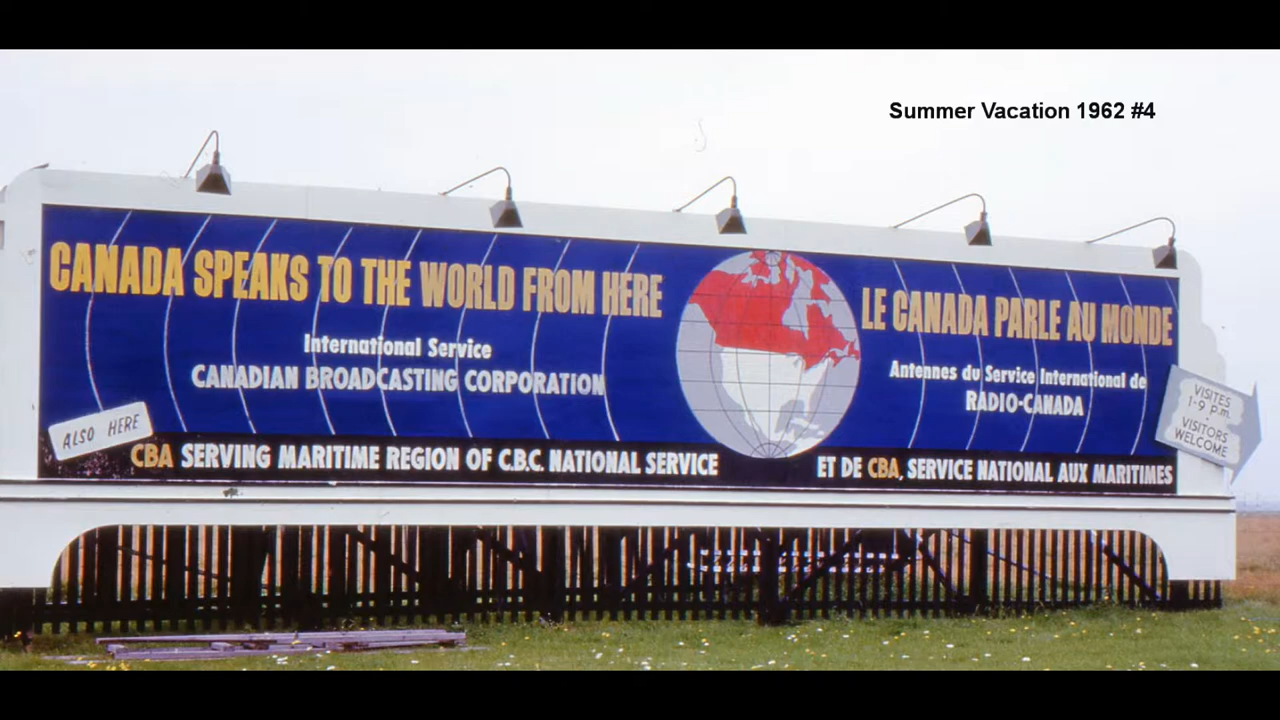 Summer Vacation 1962 #4
CANADA SPEAKS TO THE WORLD FROM HERE
International Service
CANADIAN BROADCASTING CORPORATION
ALSO HERE
CBA SERVING MARITIME REGION OF C.B.C. NATIONAL SERVICE
LE CANADA PARLE AU MONDE
Antennes du Service International de
RADIO-CANADA
ET DE CBA, SERVICE NATIONAL AUX MARITIMES
VISITES
1-9 p.m.
VISITORS
WELCOME